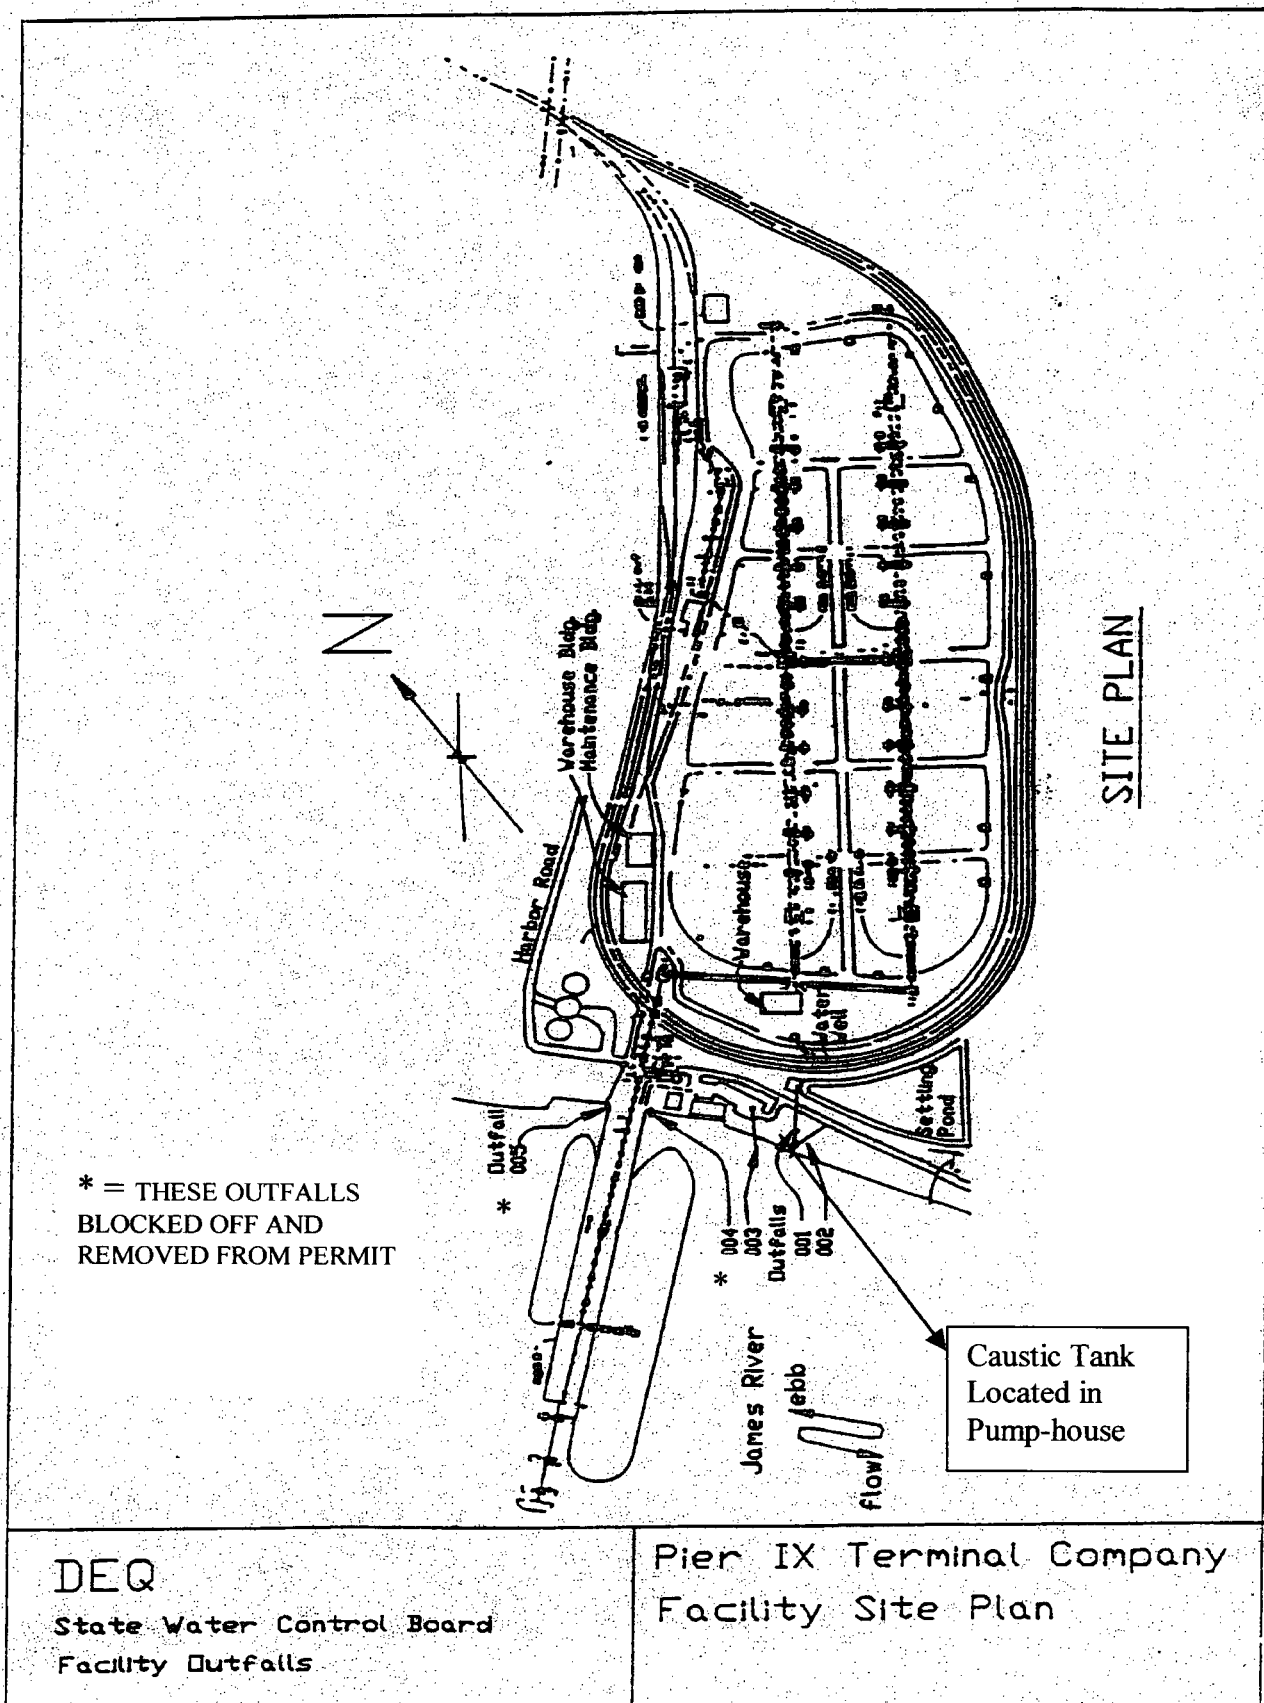 N
Warehouse Bldg.
Maintenance Bldg.
SITE PLAN
Harbor Road
Warehouse
Water
Well
Settling
Pond
Outfall
005
*
* = THESE OUTFALLS
BLOCKED OFF AND
REMOVED FROM PERMIT
*
004
003
Outfalls
001
002
James River
ebb
flow
Caustic Tank
Located in
Pump-house
DEQ
State Water Control Board
Facility Outfalls
Pier IX Terminal Company
Facility Site Plan